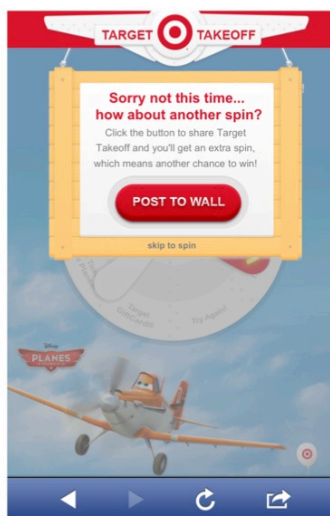 TARGET TAKEOFF
Sorry not this time...
how about another spin?
Click the button to share Target
Takeoff and you'll get an extra spin,
which means another chance to win!
POST TO WALL
skip to spin
Target
Try Again!
Disney
PLANES